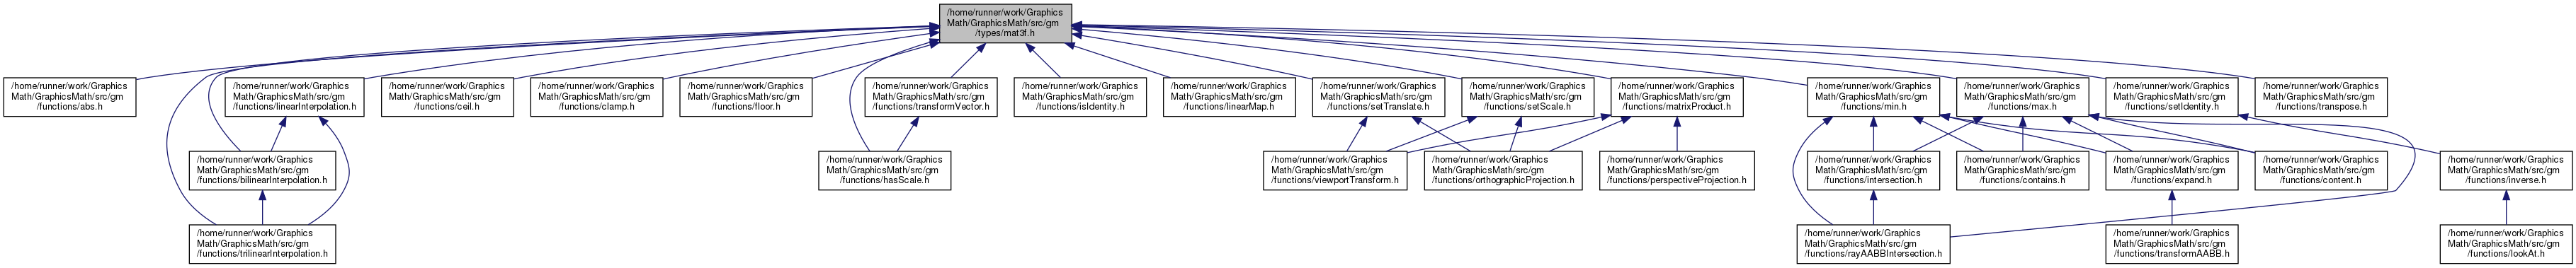 /home/runner/work/Graphics
Math/GraphicsMath/src/gm
/types/mat3f.h
/home/runner/work/Graphics
Math/GraphicsMath/src/gm
/functions/abs.h
/home/runner/work/Graphics
Math/GraphicsMath/src/gm
/functions/linearInterpolation.h
/home/runner/work/Graphics
Math/GraphicsMath/src/gm
/functions/ceil.h
/home/runner/work/Graphics
Math/GraphicsMath/src/gm
/functions/clamp.h
/home/runner/work/Graphics
Math/GraphicsMath/src/gm
/functions/floor.h
/home/runner/work/Graphics
Math/GraphicsMath/src/gm
/functions/transformVector.h
/home/runner/work/Graphics
Math/GraphicsMath/src/gm
/functions/isIdentity.h
/home/runner/work/Graphics
Math/GraphicsMath/src/gm
/functions/linearMap.h
/home/runner/work/Graphics
Math/GraphicsMath/src/gm
/functions/setTranslate.h
/home/runner/work/Graphics
Math/GraphicsMath/src/gm
/functions/setScale.h
/home/runner/work/Graphics
Math/GraphicsMath/src/gm
/functions/matrixProduct.h
/home/runner/work/Graphics
Math/GraphicsMath/src/gm
/functions/min.h
/home/runner/work/Graphics
Math/GraphicsMath/src/gm
/functions/max.h
/home/runner/work/Graphics
Math/GraphicsMath/src/gm
/functions/setIdentity.h
/home/runner/work/Graphics
Math/GraphicsMath/src/gm
/functions/transpose.h
/home/runner/work/Graphics
Math/GraphicsMath/src/gm
/functions/bilinearInterpolation.h
/home/runner/work/Graphics
Math/GraphicsMath/src/gm
/functions/hasScale.h
/home/runner/work/Graphics
Math/GraphicsMath/src/gm
/functions/viewportTransform.h
/home/runner/work/Graphics
Math/GraphicsMath/src/gm
/functions/orthographicProjection.h
/home/runner/work/Graphics
Math/GraphicsMath/src/gm
/functions/perspectiveProjection.h
/home/runner/work/Graphics
Math/GraphicsMath/src/gm
/functions/intersection.h
/home/runner/work/Graphics
Math/GraphicsMath/src/gm
/functions/contains.h
/home/runner/work/Graphics
Math/GraphicsMath/src/gm
/functions/expand.h
/home/runner/work/Graphics
Math/GraphicsMath/src/gm
/functions/content.h
/home/runner/work/Graphics
Math/GraphicsMath/src/gm
/functions/inverse.h
/home/runner/work/Graphics
Math/GraphicsMath/src/gm
/functions/trilinearInterpolation.h
/home/runner/work/Graphics
Math/GraphicsMath/src/gm
/functions/rayAABBIntersection.h
/home/runner/work/Graphics
Math/GraphicsMath/src/gm
/functions/transformAABB.h
/home/runner/work/Graphics
Math/GraphicsMath/src/gm
/functions/lookAt.h